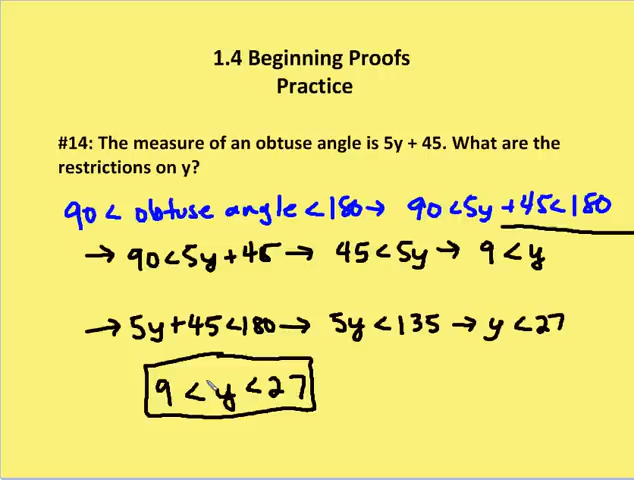 1.4 Beginning Proofs
Practice
#14: The measure of an obtuse angle is 5y + 45. What are the
restrictions on y?
90 < obtuse angle < 180 → 90 < 5y + 45 < 180
→ 90 < 5y + 45 → 45 < 5y → 9 < y
→ 5y + 45 < 180 → 5y < 135 → y < 27
9 < y < 27